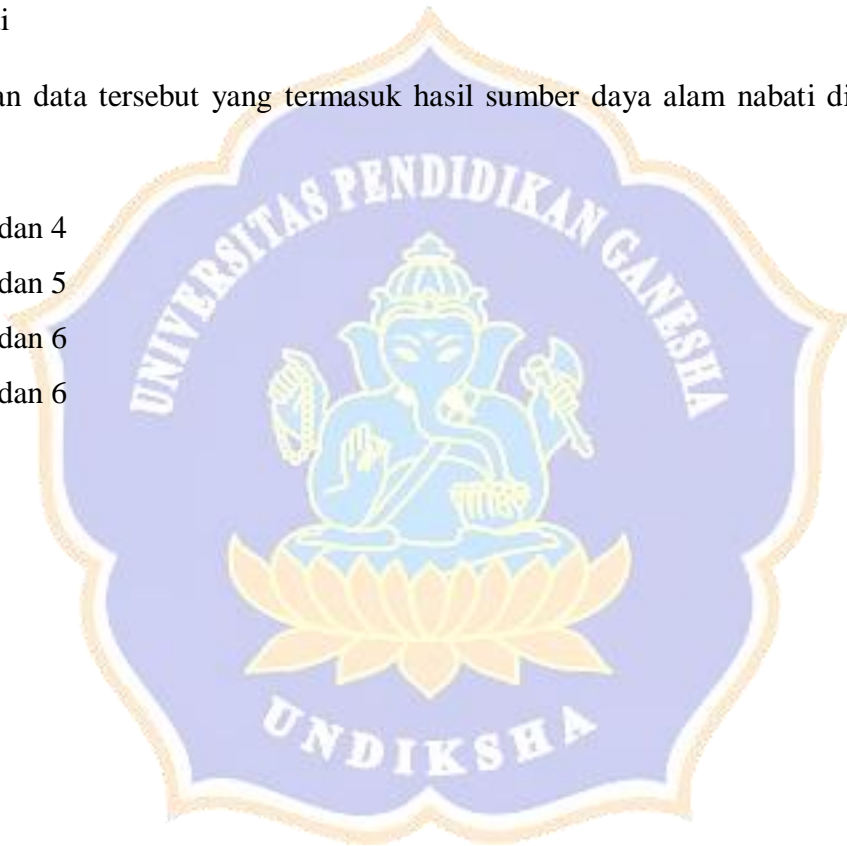 i
an data tersebut yang termasuk hasil sumber daya alam nabati di
dan 4
dan 5
dan 6
dan 6
UNIVERSITAS PENDIDIKAN GANESHA
UNDIKSHA